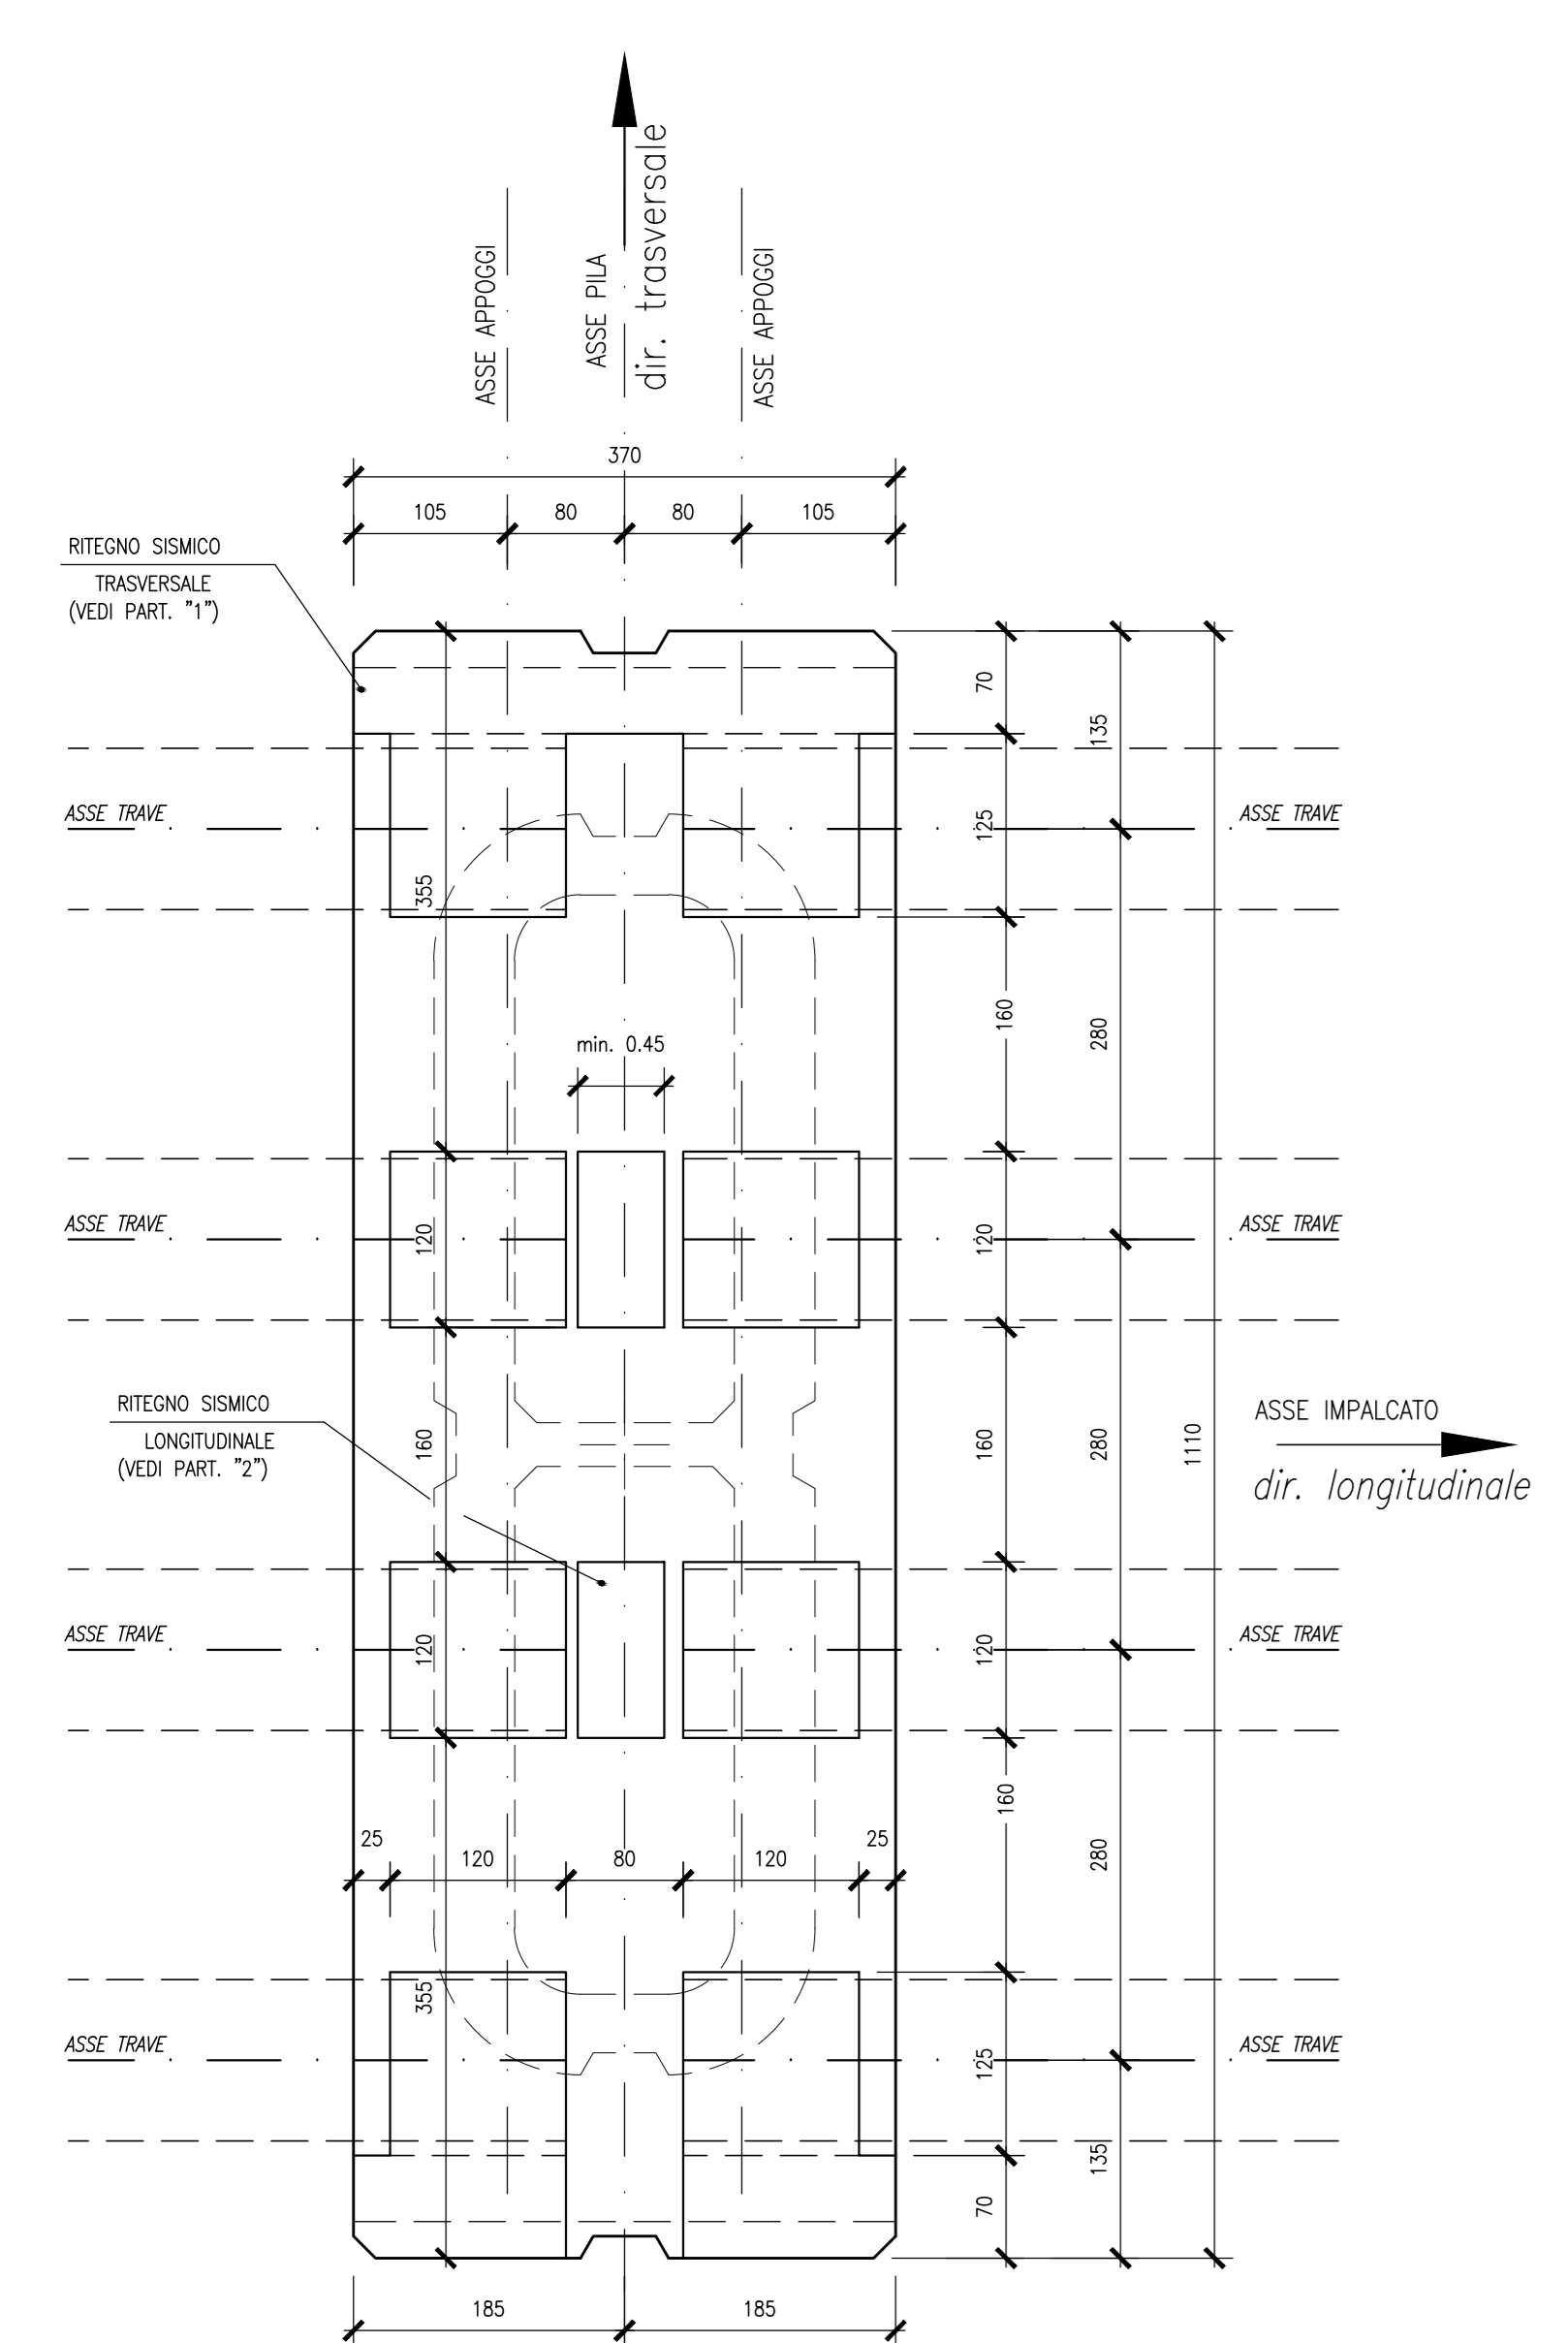 dir. trasversale
ASSE APPOGGI
ASSE PILA
ASSE APPOGGI
370
105
80
80
105
RITEGNO SISMICO
TRASVERSALE
(VEDI PART. "1")
70
135
ASSE TRAVE
125
ASSE TRAVE
355
160
280
min. 0.45
ASSE TRAVE
120
120
ASSE TRAVE
RITEGNO SISMICO
LONGITUDINALE
(VEDI PART. "2")
160
160
280
1110
ASSE IMPALCATO
dir. longitudinale
ASSE TRAVE
120
120
ASSE TRAVE
160
25
120
80
120
25
280
355
ASSE TRAVE
125
ASSE TRAVE
135
70
185
185